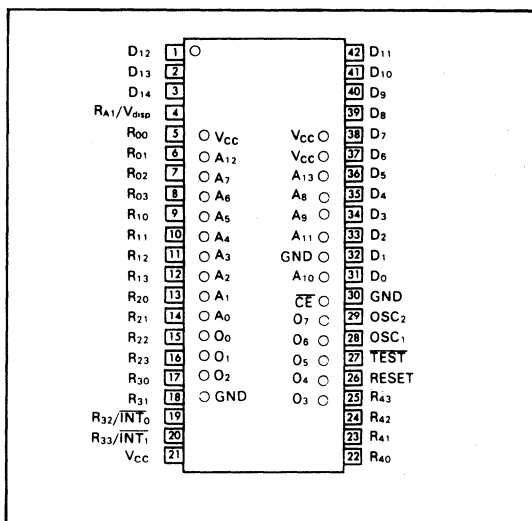 D12 1 42 D11
D13 2 41 D10
D14 3 40 D9
RA1/Vdisp 4 39 D8
R00 5 VCC VCC 38 D7
R01 6 A12 VCC 37 D6
R02 7 A7 A13 36 D5
R03 8 A6 A8 35 D4
R10 9 A5 A9 34 D3
R11 10 A4 A11 33 D2
R12 11 A3 GND 32 D1
R13 12 A2 A10 31 D0
R20 13 A1 CE 30 GND
R21 14 A0 O7 29 OSC2
R22 15 O0 O6 28 OSC1
R23 16 O1 O5 27 TEST
R30 17 O2 O4 26 RESET
R31 18 GND O3 25 R43
R32/INT0 19 24 R42
R33/INT1 20 23 R41
VCC 21 22 R40